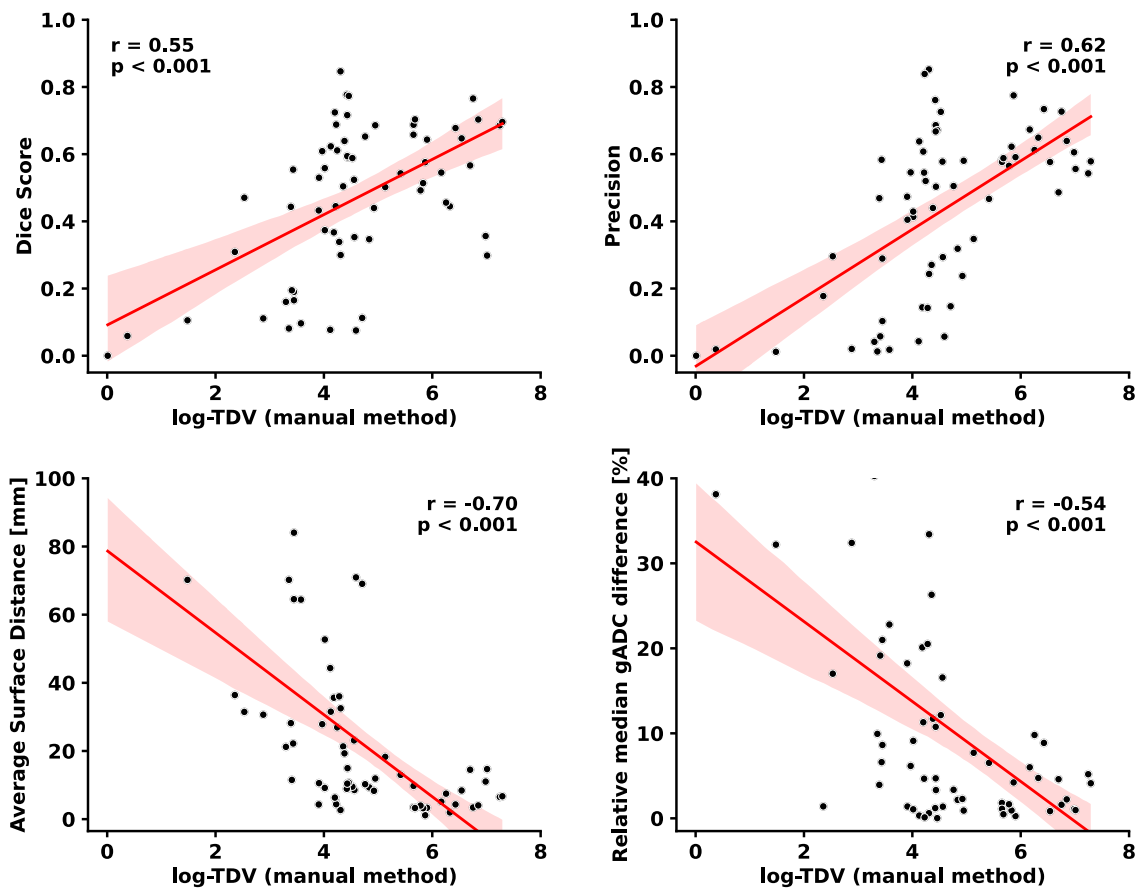 r = 0.55
p < 0.001
Dice Score
1.0
0.8
0.6
0.4
0.2
0.0
0 2 4 6 8
log-TDV (manual method)
r = 0.62
p < 0.001
Precision
1.0
0.8
0.6
0.4
0.2
0.0
0 2 4 6 8
log-TDV (manual method)
r = -0.70
p < 0.001
Average Surface Distance [mm]
100
80
60
40
20
0
0 2 4 6 8
log-TDV (manual method)
r = -0.54
p < 0.001
Relative median gADC difference [%]
40
30
20
10
0
0 2 4 6 8
log-TDV (manual method)